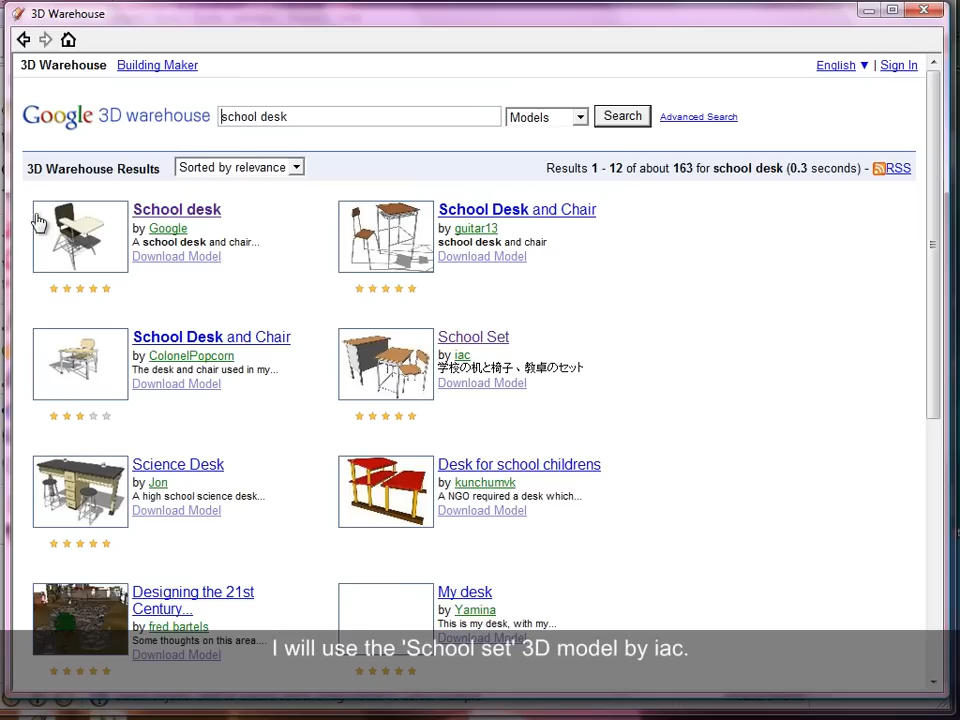 3D Warehouse
3D Warehouse Building Maker English ▼ | Sign In
Google 3D warehouse school desk Models Search Advanced Search
3D Warehouse Results Sorted by relevance Results 1 - 12 of about 163 for school desk (0.3 seconds) - RSS
School desk
by Google
A school desk and chair...
Download Model
School Desk and Chair
by guitar13
school desk and chair
Download Model
School Desk and Chair
by ColonelPopcorn
The desk and chair used in my...
Download Model
School Set
by iac
学校の机と椅子、教卓のセット
Download Model
Science Desk
by Jon
A high school science desk...
Download Model
Desk for school childrens
by kunchumvk
A NGO required a desk which...
Download Model
Designing the 21st
Century...
by fred bartels
Some thoughts on this area....
Download Model
My desk
by Yamina
This is my desk, with my...
Download Model
I will use the 'School set' 3D model by iac.